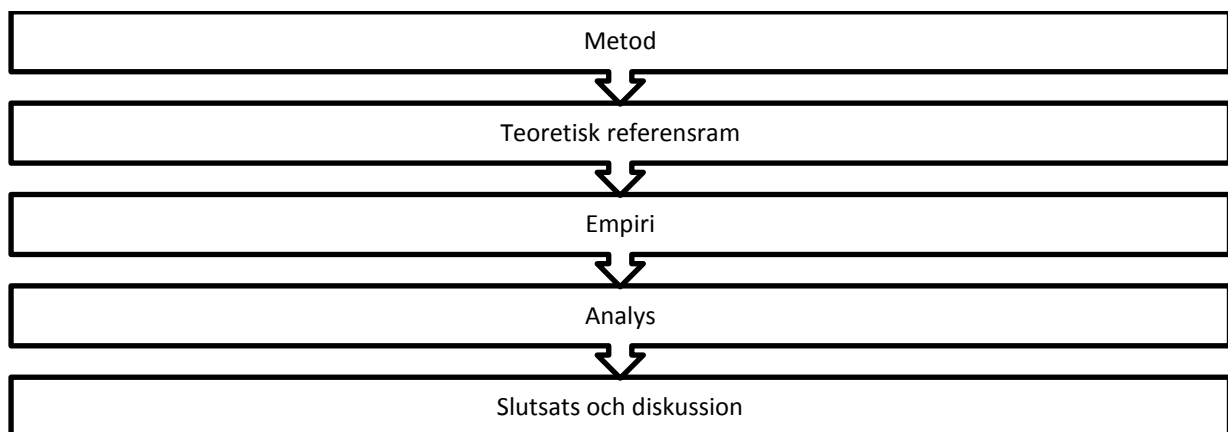 Metod
Teoretisk referensram
Empiri
Analys
Slutsats och diskussion